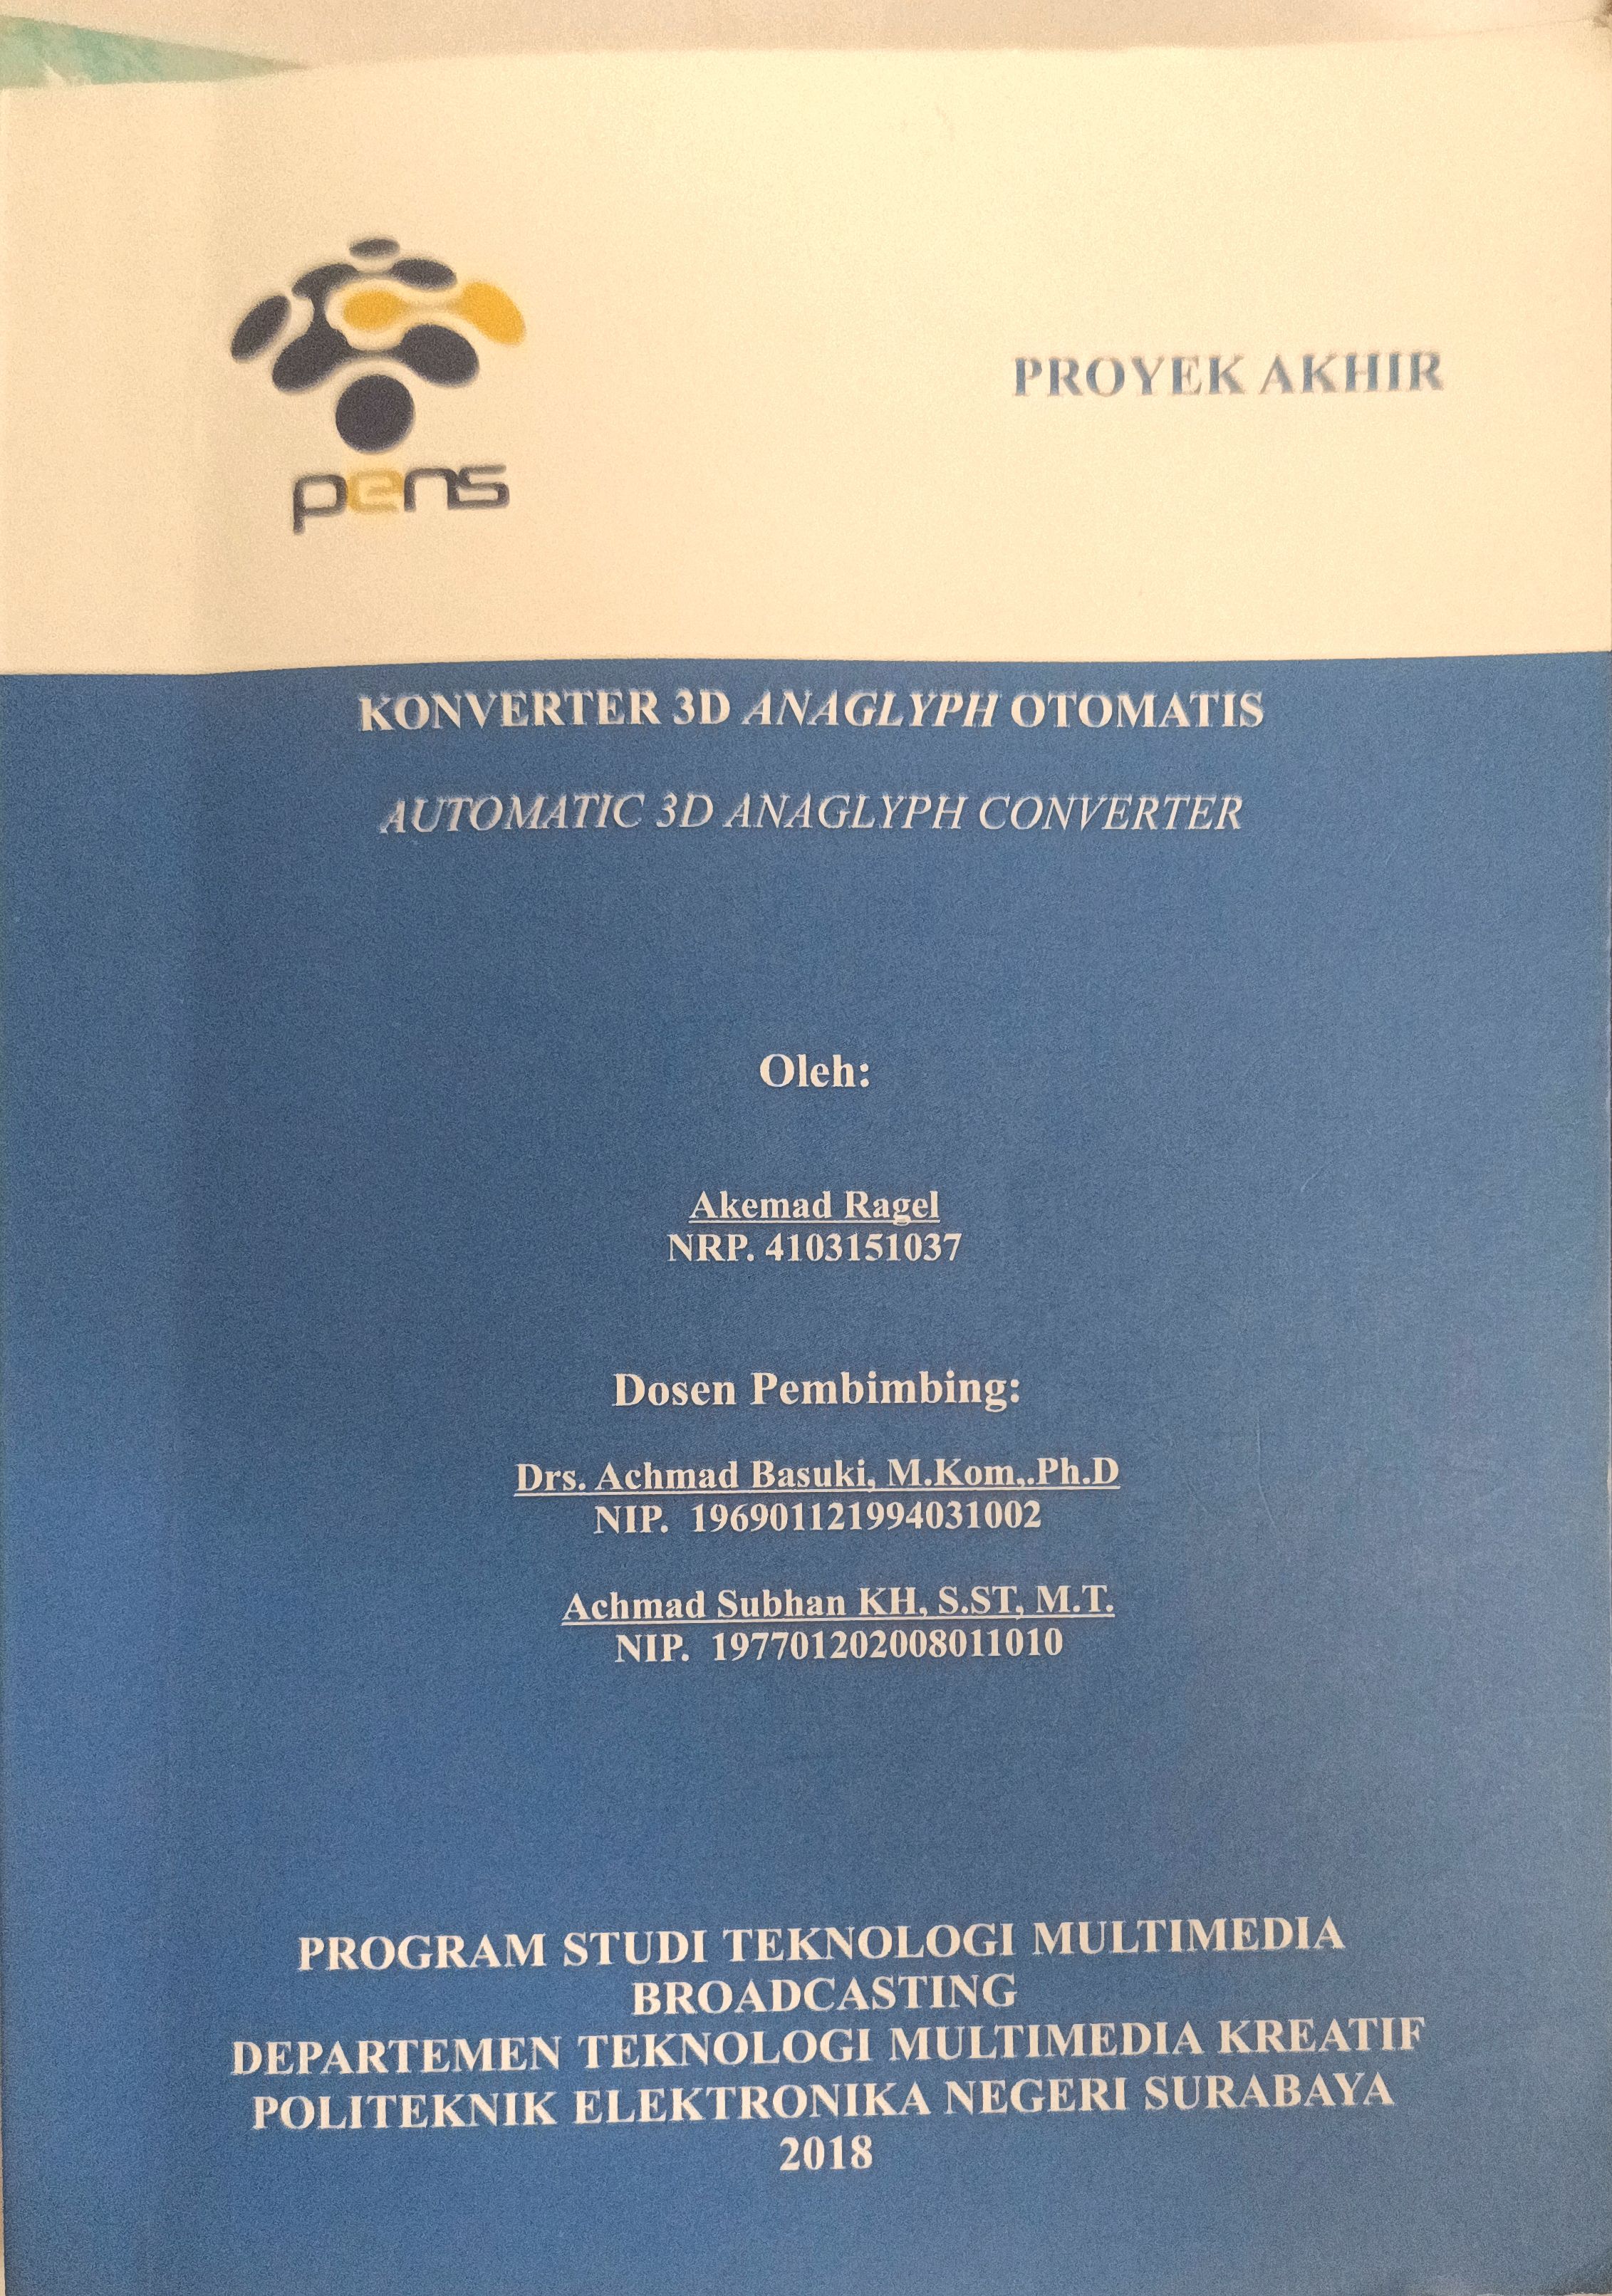 pens
PROYEK AKHIR
KONVERTER 3D ANAGLYPH OTOMATIS
AUTOMATIC 3D ANAGLYPH CONVERTER
Oleh:
Akemad Ragel
NRP. 4103151037
Dosen Pembimbing:
Drs. Achmad Basuki, M.Kom,.Ph.D
NIP. 196901121994031002
Achmad Subhan KH, S.ST, M.T.
NIP. 197701202008011010
PROGRAM STUDI TEKNOLOGI MULTIMEDIA
BROADCASTING
DEPARTEMEN TEKNOLOGI MULTIMEDIA KREATIF
POLITEKNIK ELEKTRONIKA NEGERI SURABAYA
2018